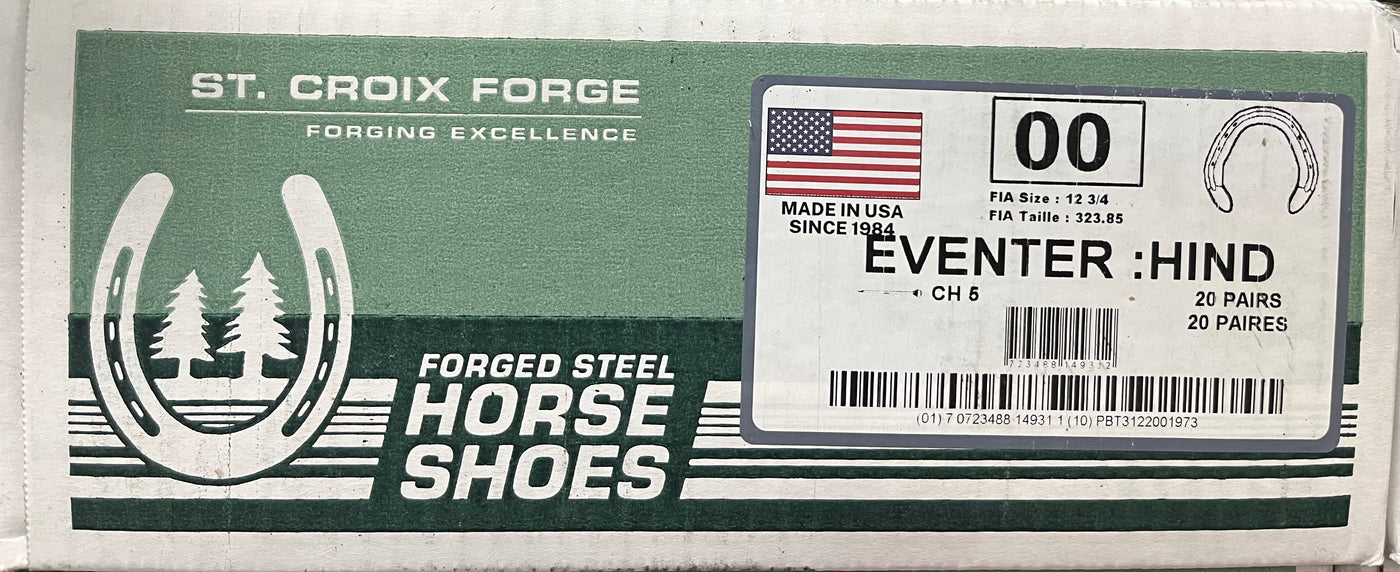 ST. CROIX FORGE
FORGING EXCELLENCE
FORGED STEEL
HORSE
SHOES
MADE IN USA
SINCE 1984
00
FIA Size : 12 3/4
FIA Taille : 323.85
EVENTER :HIND
CH 5
20 PAIRS
20 PAIRES
(01) 7 0723488 14931 1 (10) PBT3122001973